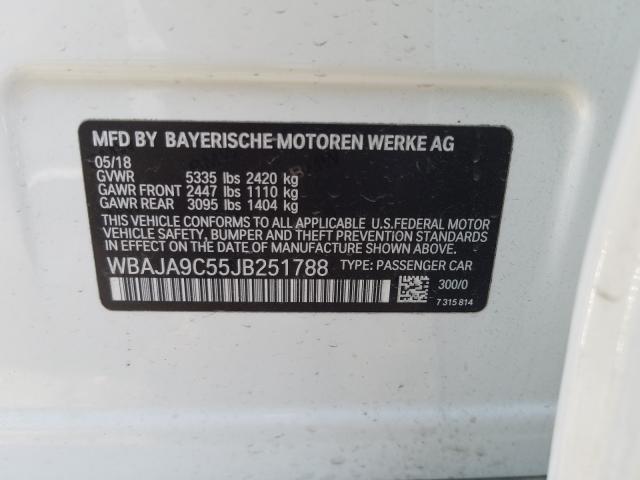 MFD BY BAYERISCHE MOTOREN WERKE AG
05/18
GVWR 5335 lbs 2420 kg
GAWR FRONT 2447 lbs 1110 kg
GAWR REAR 3095 lbs 1404 kg
THIS VEHICLE CONFORMS TO ALL APPLICABLE U.S.FEDERAL MOTOR
VEHICLE SAFETY, BUMPER, AND THEFT PREVENTION STANDARDS
IN EFFECT ON THE DATE OF MANUFACTURE SHOWN ABOVE.
WBAJA9C55JB251788 TYPE: PASSENGER CAR
300/0
7 315 814